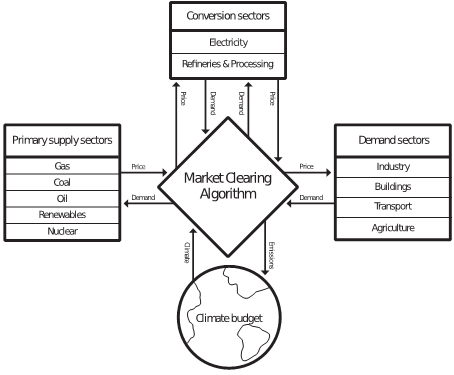 Conversion sectors
Electricity
Refineries & Processing
Price
Demand
Demand
Price
Primary supply sectors
Gas
Coal
Oil
Renewables
Nuclear
Price
Demand
Market Clearing
Algorithm
Price
Demand
Demand sectors
Industry
Buildings
Transport
Agriculture
Climate
Emissions
Climate budget